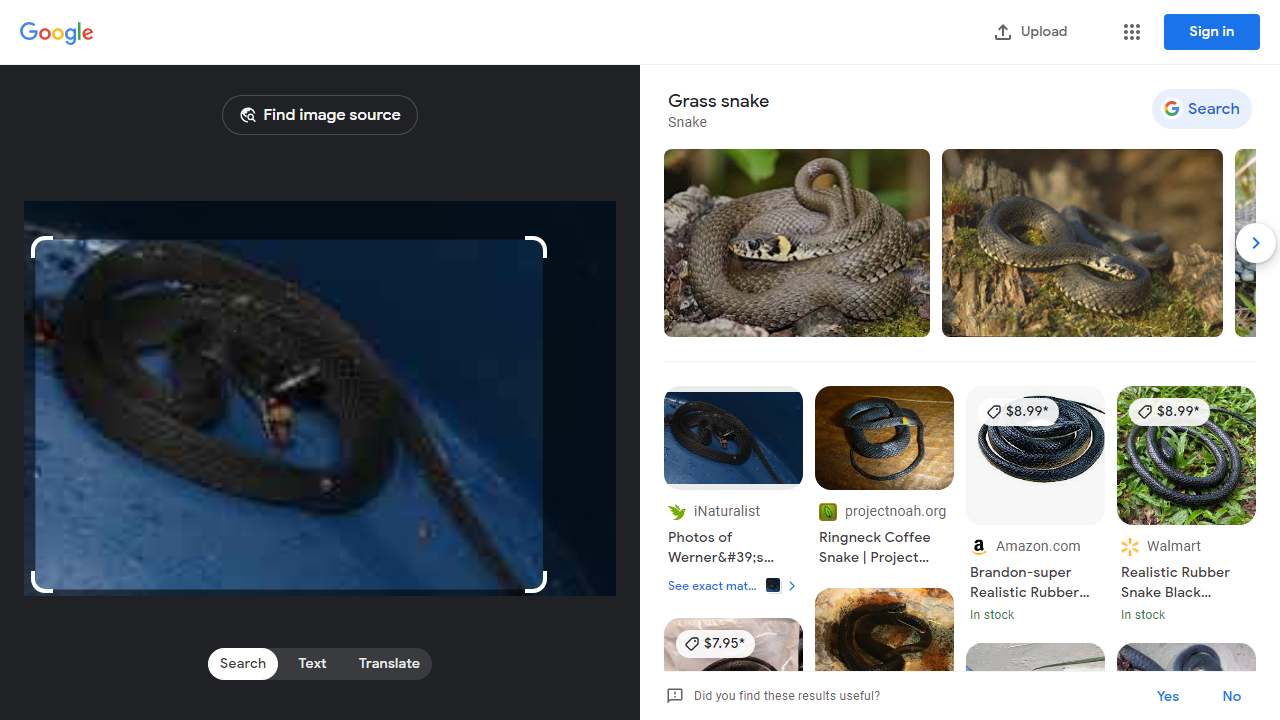 Google
Upload
Sign in
Find image source
Grass snake
Snake
Search
iNaturalist
Photos of
Werner&#39;s...
See exact mat...
projectnoah.org
Ringneck Coffee
Snake | Project...
$8.99*
Amazon.com
Brandon-super
Realistic Rubber...
In stock
$8.99*
Walmart
Realistic Rubber
Snake Black...
In stock
$7.95*
Search
Text
Translate
Did you find these results useful?
Yes
No